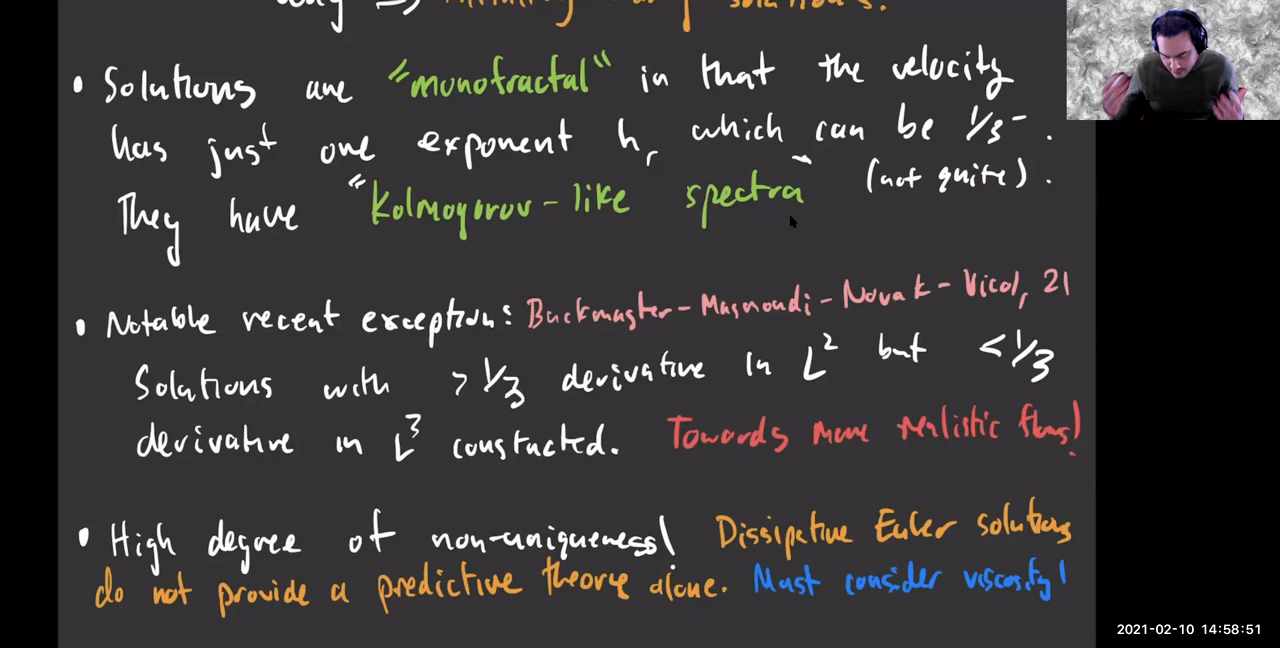 solutions.
• Solutions are "monofractal" in that the velocity
has just one exponent h, which can be 1/3⁻.
(not quite).
They have "Kolmogorov-like spectra"
• Notable recent exception: Buckmaster-Masmoudi-Novak-Vicol, 21
Solutions with > 1/3 derivative in L² but < 1/3
derivative in L³ constucted. Towards more realistic flows!
• High degree of non-uniqueness! Dissipative Euler solutions
do not provide a predictive theory alone. Must consider viscosity!
2021-02-10 14:58:51